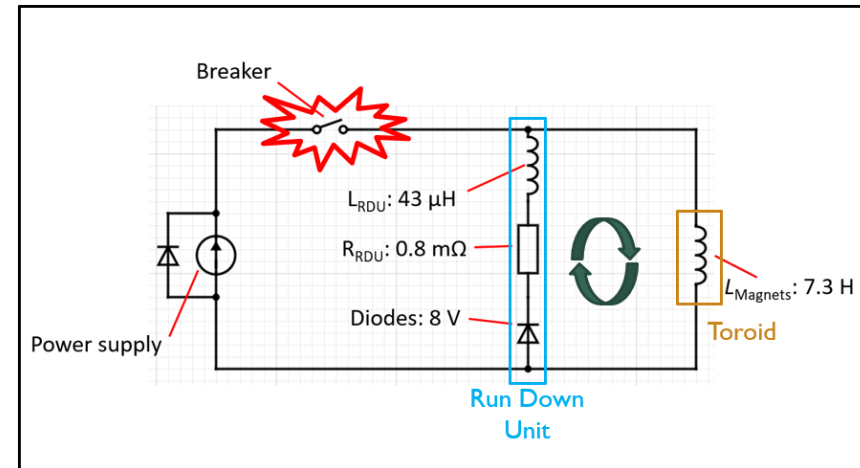 Breaker
L_RDU: 43 µH
R_RDU: 0.8 mΩ
L_Magnets: 7.3 H
Diodes: 8 V
Toroid
Power supply
Run Down
Unit